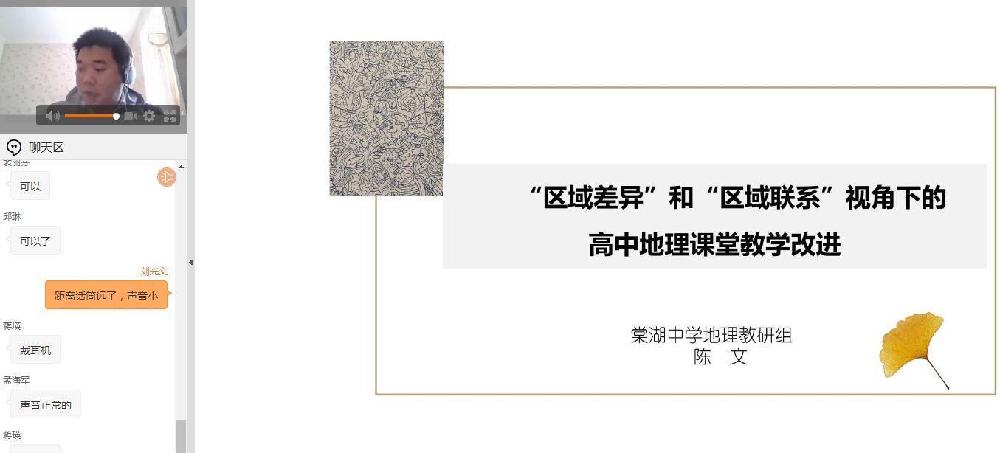 聊天区
裴丽芬
可以
邱琳
可以了
刘光文
距离话筒远了，声音小
蒋瑛
戴耳机
孟海军
声音正常的
蒋瑛
“区域差异”和“区域联系”视角下的
高中地理课堂教学改进
棠湖中学地理教研组
陈 文